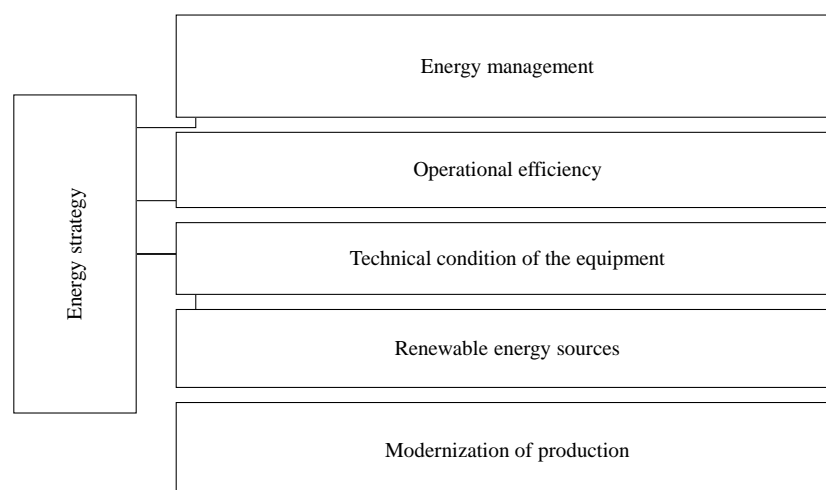 Energy strategy
Energy management
Operational efficiency
Technical condition of the equipment
Renewable energy sources
Modernization of production